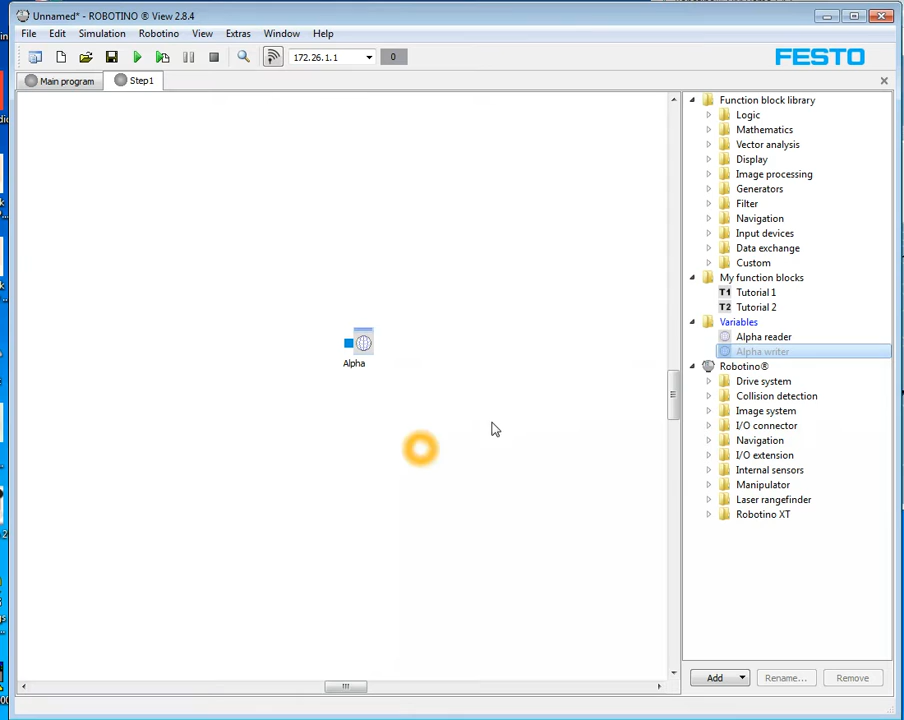 Unnamed* - ROBOTINO ® View 2.8.4
File Edit Simulation Robotino View Extras Window Help
172.26.1.1 0 FESTO
Main program Step1
Function block library
Logic
Mathematics
Vector analysis
Display
Image processing
Generators
Filter
Navigation
Input devices
Data exchange
Custom
My function blocks
T1 Tutorial 1
T2 Tutorial 2
Variables
Alpha reader
Alpha writer
Robotino®
Drive system
Collision detection
Image system
I/O connector
Navigation
I/O extension
Internal sensors
Manipulator
Laser rangefinder
Robotino XT
Alpha
Add Rename... Remove